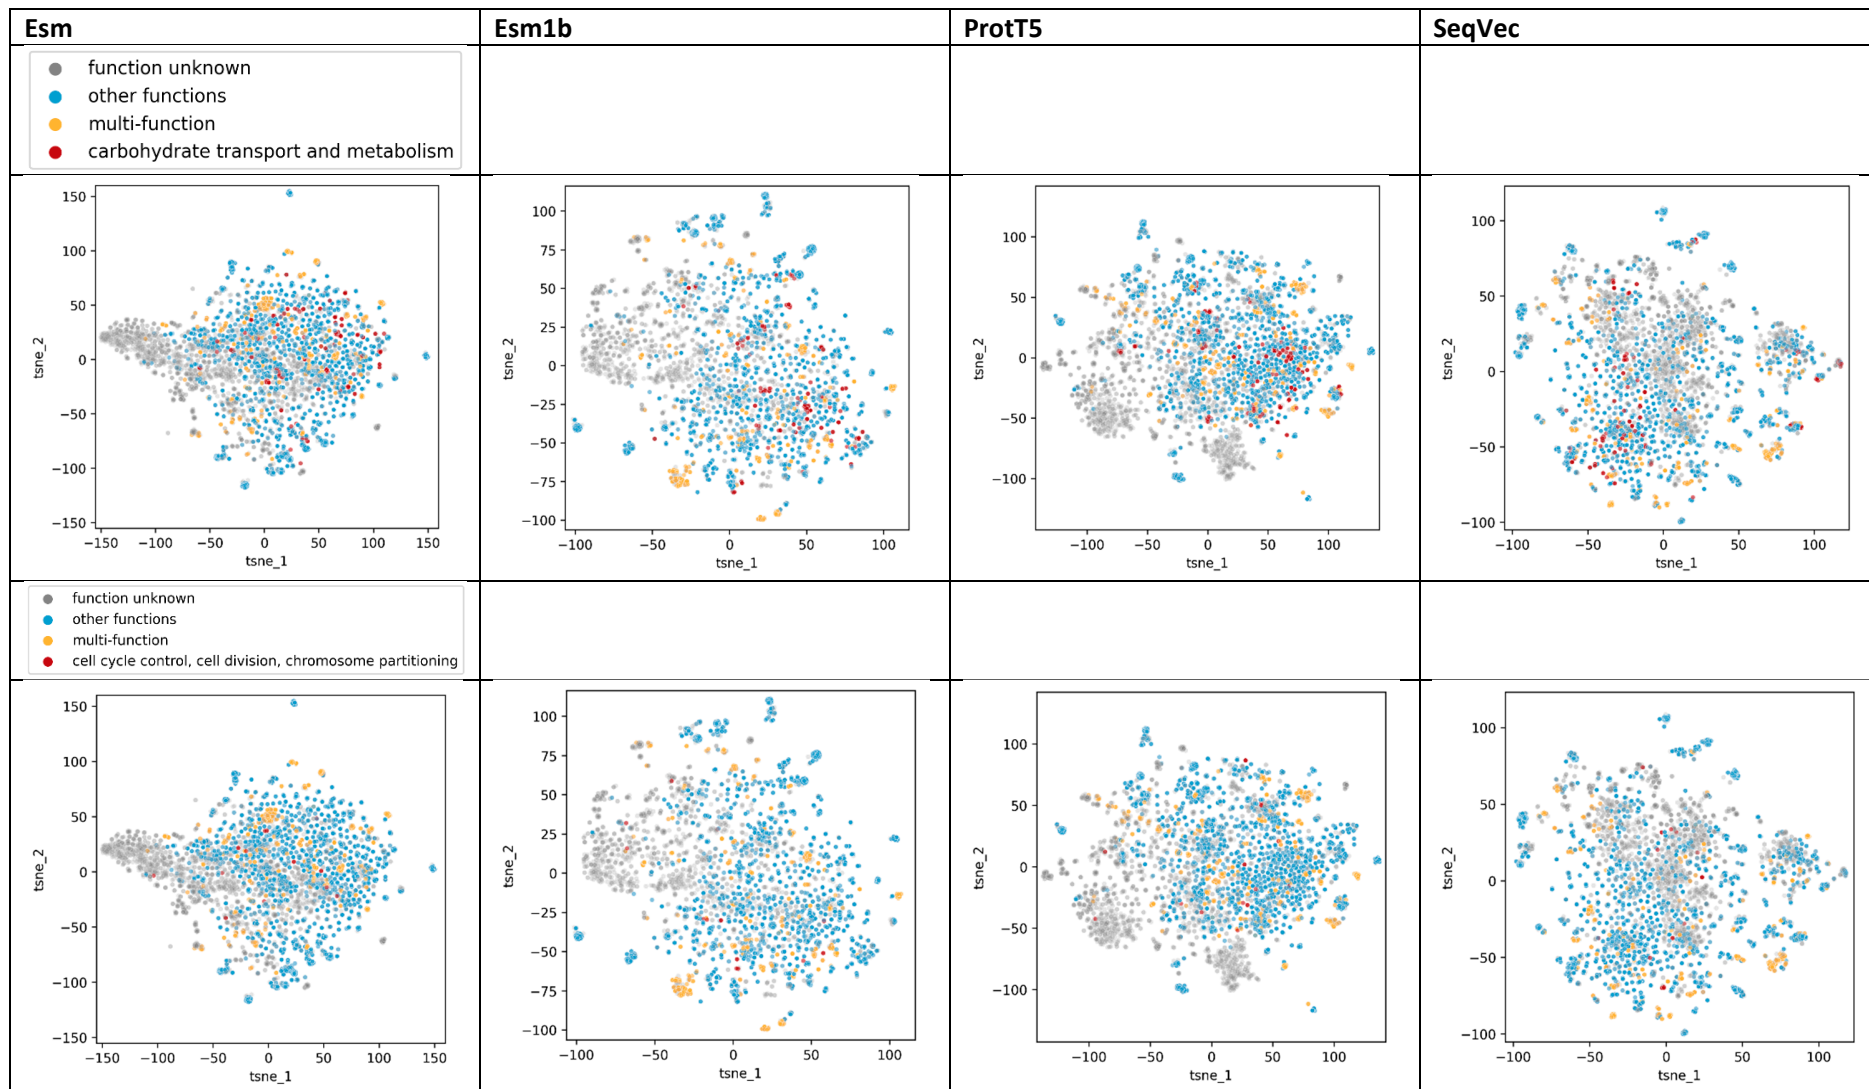 Esm Esm1b ProtT5 SeqVec
function unknown
other functions
multi-function
carbohydrate transport and metabolism
150
100
50
0
−50
−100
−150
tsne_2
−150 −100 −50 0 50 100 150
tsne_1
100
75
50
25
0
−25
−50
−75
−100
tsne_2
−100 −50 0 50 100
tsne_1
100
50
0
−50
−100
tsne_2
−100 −50 0 50 100
tsne_1
100
50
0
−50
−100
tsne_2
−100 −50 0 50 100
tsne_1
function unknown
other functions
multi-function
cell cycle control, cell division, chromosome partitioning
150
100
50
0
−50
−100
−150
tsne_2
−150 −100 −50 0 50 100 150
tsne_1
100
75
50
25
0
−25
−50
−75
−100
tsne_2
−100 −50 0 50 100
tsne_1
100
50
0
−50
−100
tsne_2
−100 −50 0 50 100
tsne_1
100
50
0
−50
−100
tsne_2
−100 −50 0 50 100
tsne_1